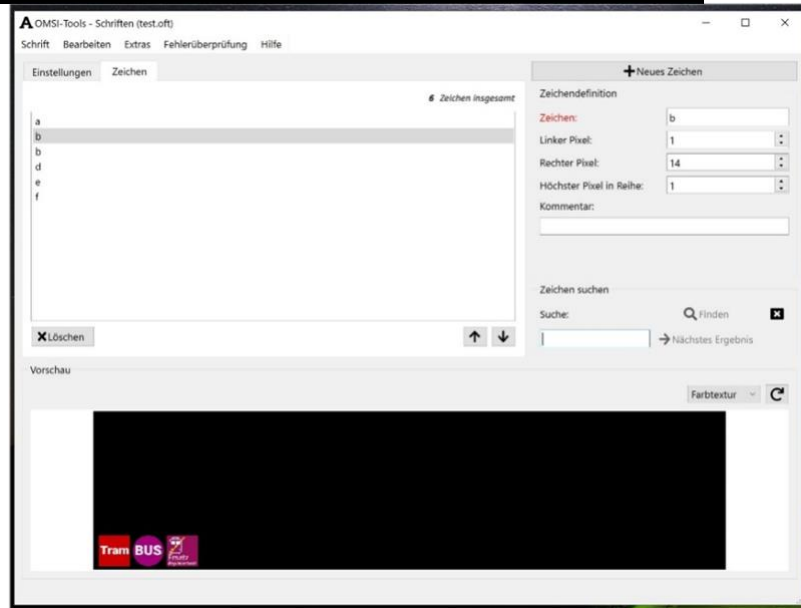 A OMSI-Tools - Schriften (test.oft)
Schrift Bearbeiten Extras Fehlerüberprüfung Hilfe
Einstellungen Zeichen
6 Zeichen insgesamt
a
b
b
d
e
f
Löschen
Neues Zeichen
Zeichendefinition
Zeichen: b
Linker Pixel: 1
Rechter Pixel: 14
Höchster Pixel in Reihe: 1
Kommentar:
Zeichen suchen
Suche: Finden
Nächstes Ergebnis
Vorschau
Farbtextur
Tram BUS